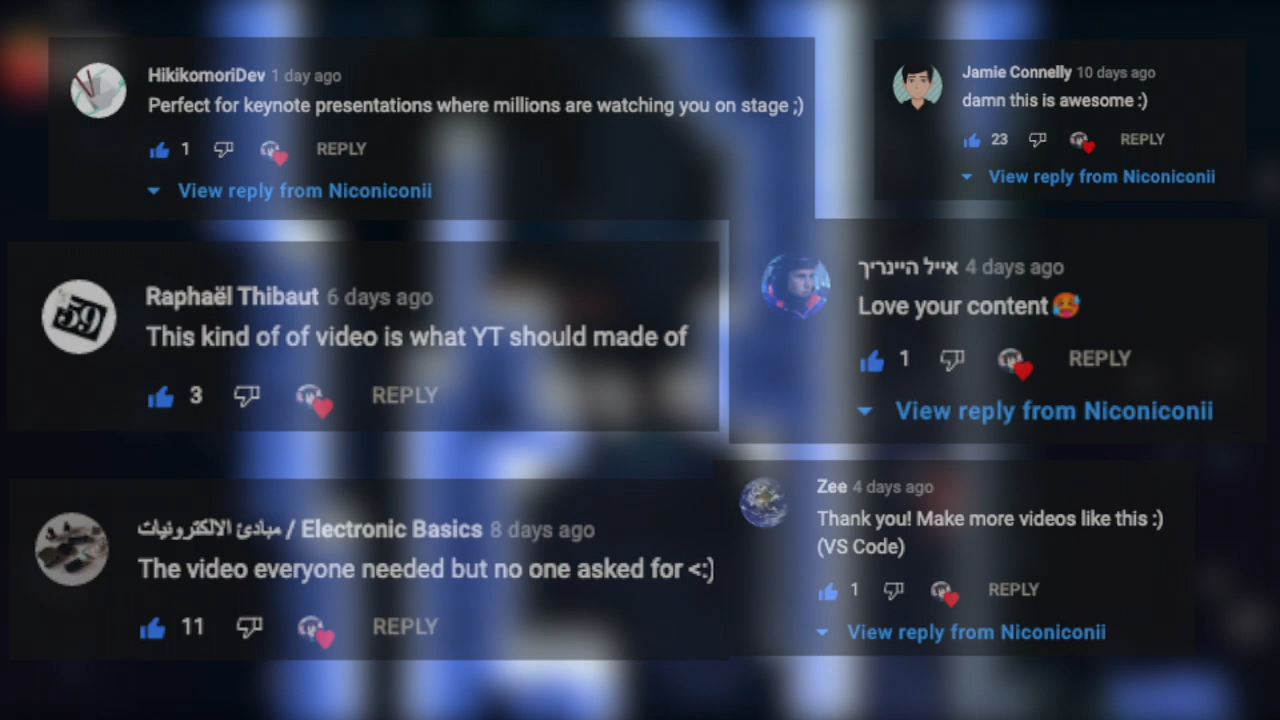 HikikomoriDev 1 day ago
Perfect for keynote presentations where millions are watching you on stage ;)
1 REPLY
View reply from Niconiconii
Jamie Connelly 10 days ago
damn this is awesome :)
23 REPLY
View reply from Niconiconii
59
Raphaël Thibaut 6 days ago
This kind of of video is what YT should made of
3 REPLY
אייל היינריך 4 days ago
Love your content🥵
1 REPLY
View reply from Niconiconii
مبادئ الالكترونيات / Electronic Basics 8 days ago
The video everyone needed but no one asked for <:)
11 REPLY
Zee 4 days ago
Thank you! Make more videos like this :)
(VS Code)
1 REPLY
View reply from Niconiconii